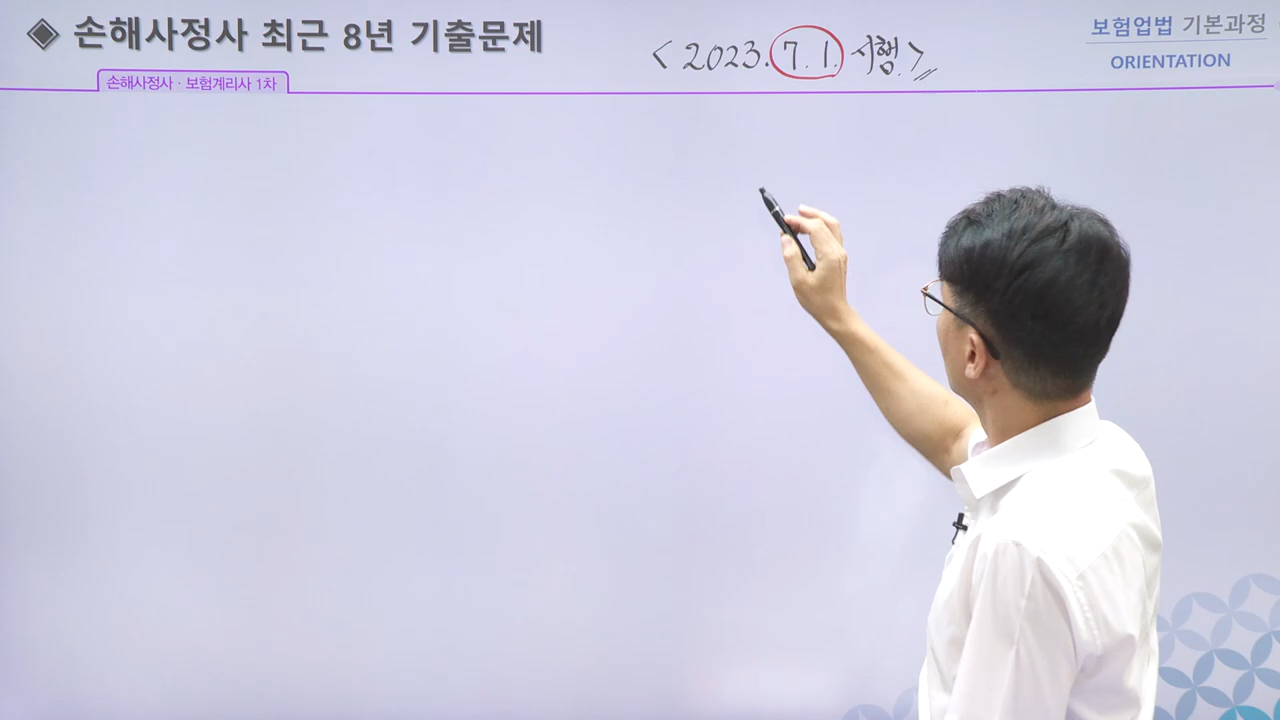 ◈ 손해사정사 최근 8년 기출문제
<2023. 7. 1. 시행>
보험업법 기본과정
ORIENTATION
손해사정사 · 보험계리사 1차